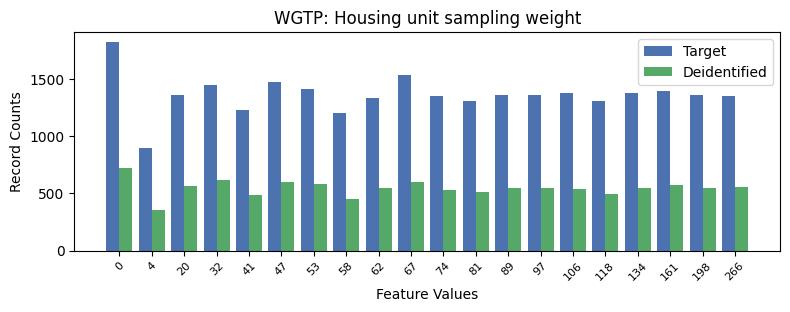 WGTP: Housing unit sampling weight
Target
Deidentified
Record Counts
1500
1000
500
0
0 4 20 32 41 47 53 58 62 67 74 81 89 97 106 118 134 161 198 266
Feature Values